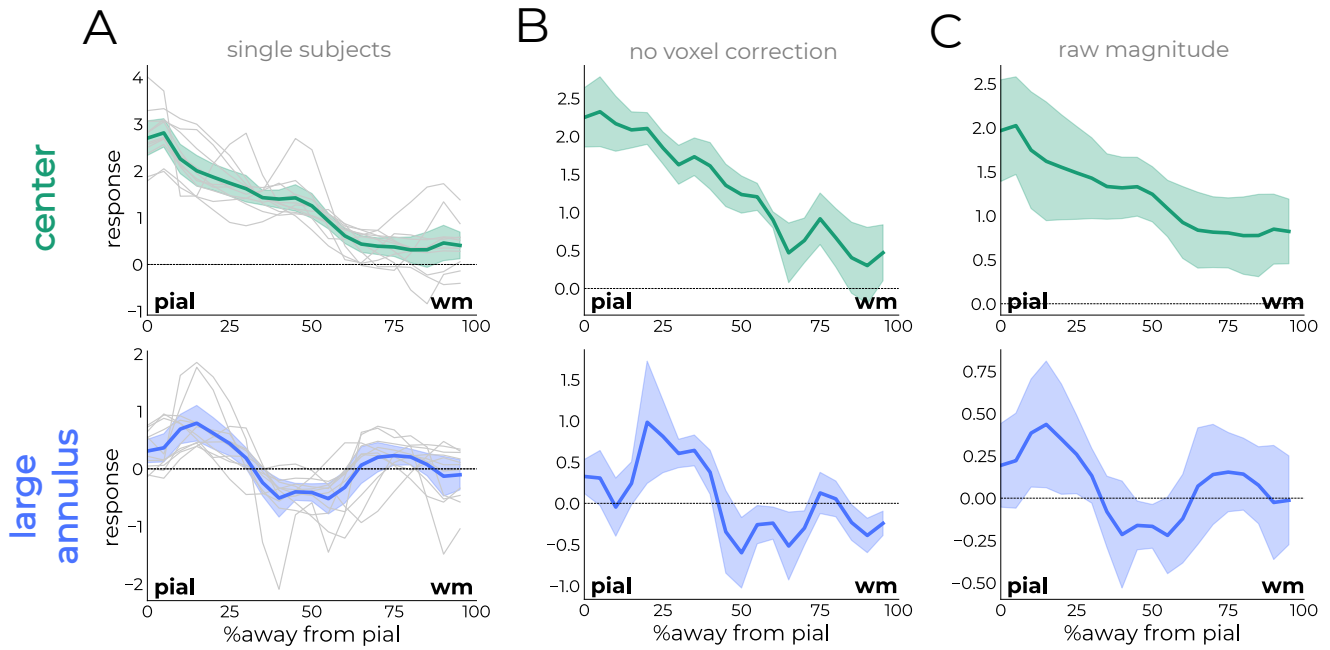 A
B
C
single subjects
no voxel correction
raw magnitude
center
response
4
3
2
1
0
−1
pial
wm
0
25
50
75
100
2.5
2.0
1.5
1.0
0.5
0.0
pial
wm
0
25
50
75
100
2.5
2.0
1.5
1.0
0.5
0.0
pial
wm
0
25
50
75
100
large
annulus
response
2
1
0
−1
−2
pial
wm
0
25
50
75
100
%away from pial
1.5
1.0
0.5
0.0
−0.5
−1.0
pial
wm
0
25
50
75
100
%away from pial
0.75
0.50
0.25
0.00
−0.25
−0.50
pial
wm
0
25
50
75
100
%away from pial